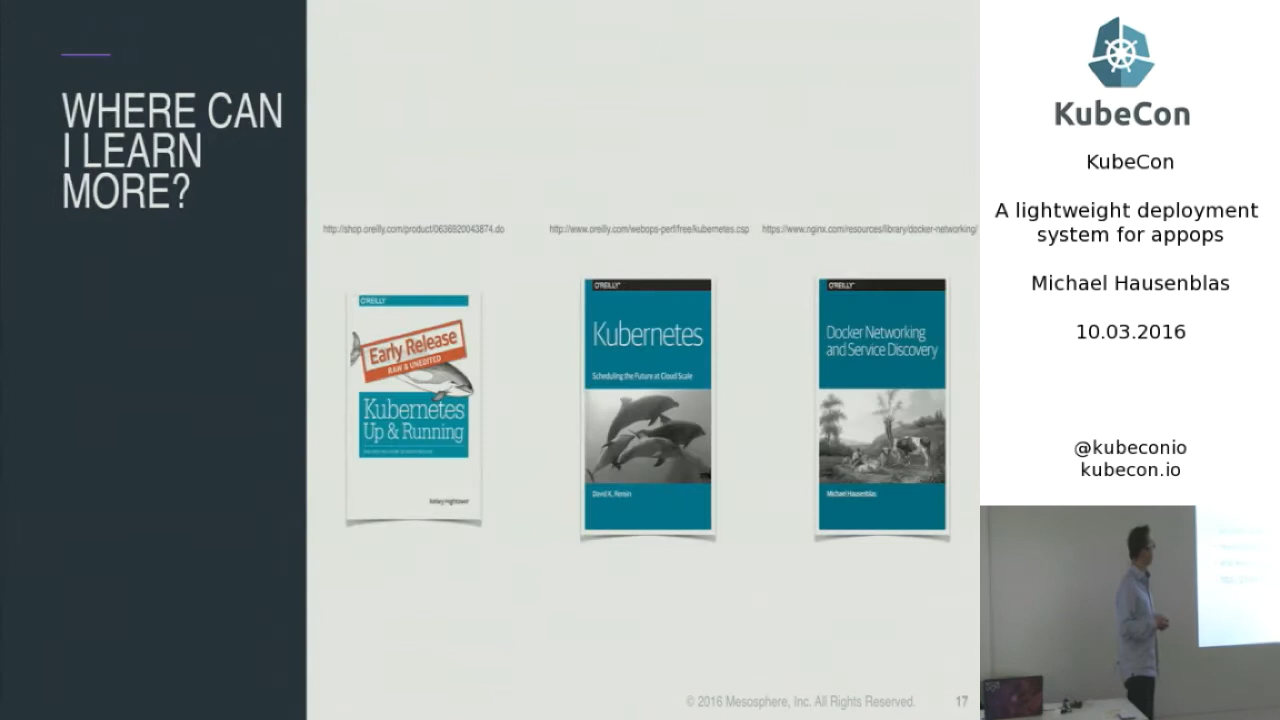 WHERE CAN
I LEARN
MORE?
http://shop.oreilly.com/product/0636920043874.do
http://www.oreilly.com/webops-perf/free/kubernetes.csp
https://www.nginx.com/resources/library/docker-networking/
O'REILLY
Early Release
RAW & UNEDITED
Kubernetes
Up & Running
Kelsey Hightower
O'REILLY
Kubernetes
Scheduling the Future at Cloud Scale
David K. Rensin
O'REILLY
Docker Networking
and Service Discovery
Michael Hausenblas
© 2016 Mesosphere, Inc. All Rights Reserved.
17
KubeCon
KubeCon
A lightweight deployment
system for appops
Michael Hausenblas
10.03.2016
@kubeconio
kubecon.io